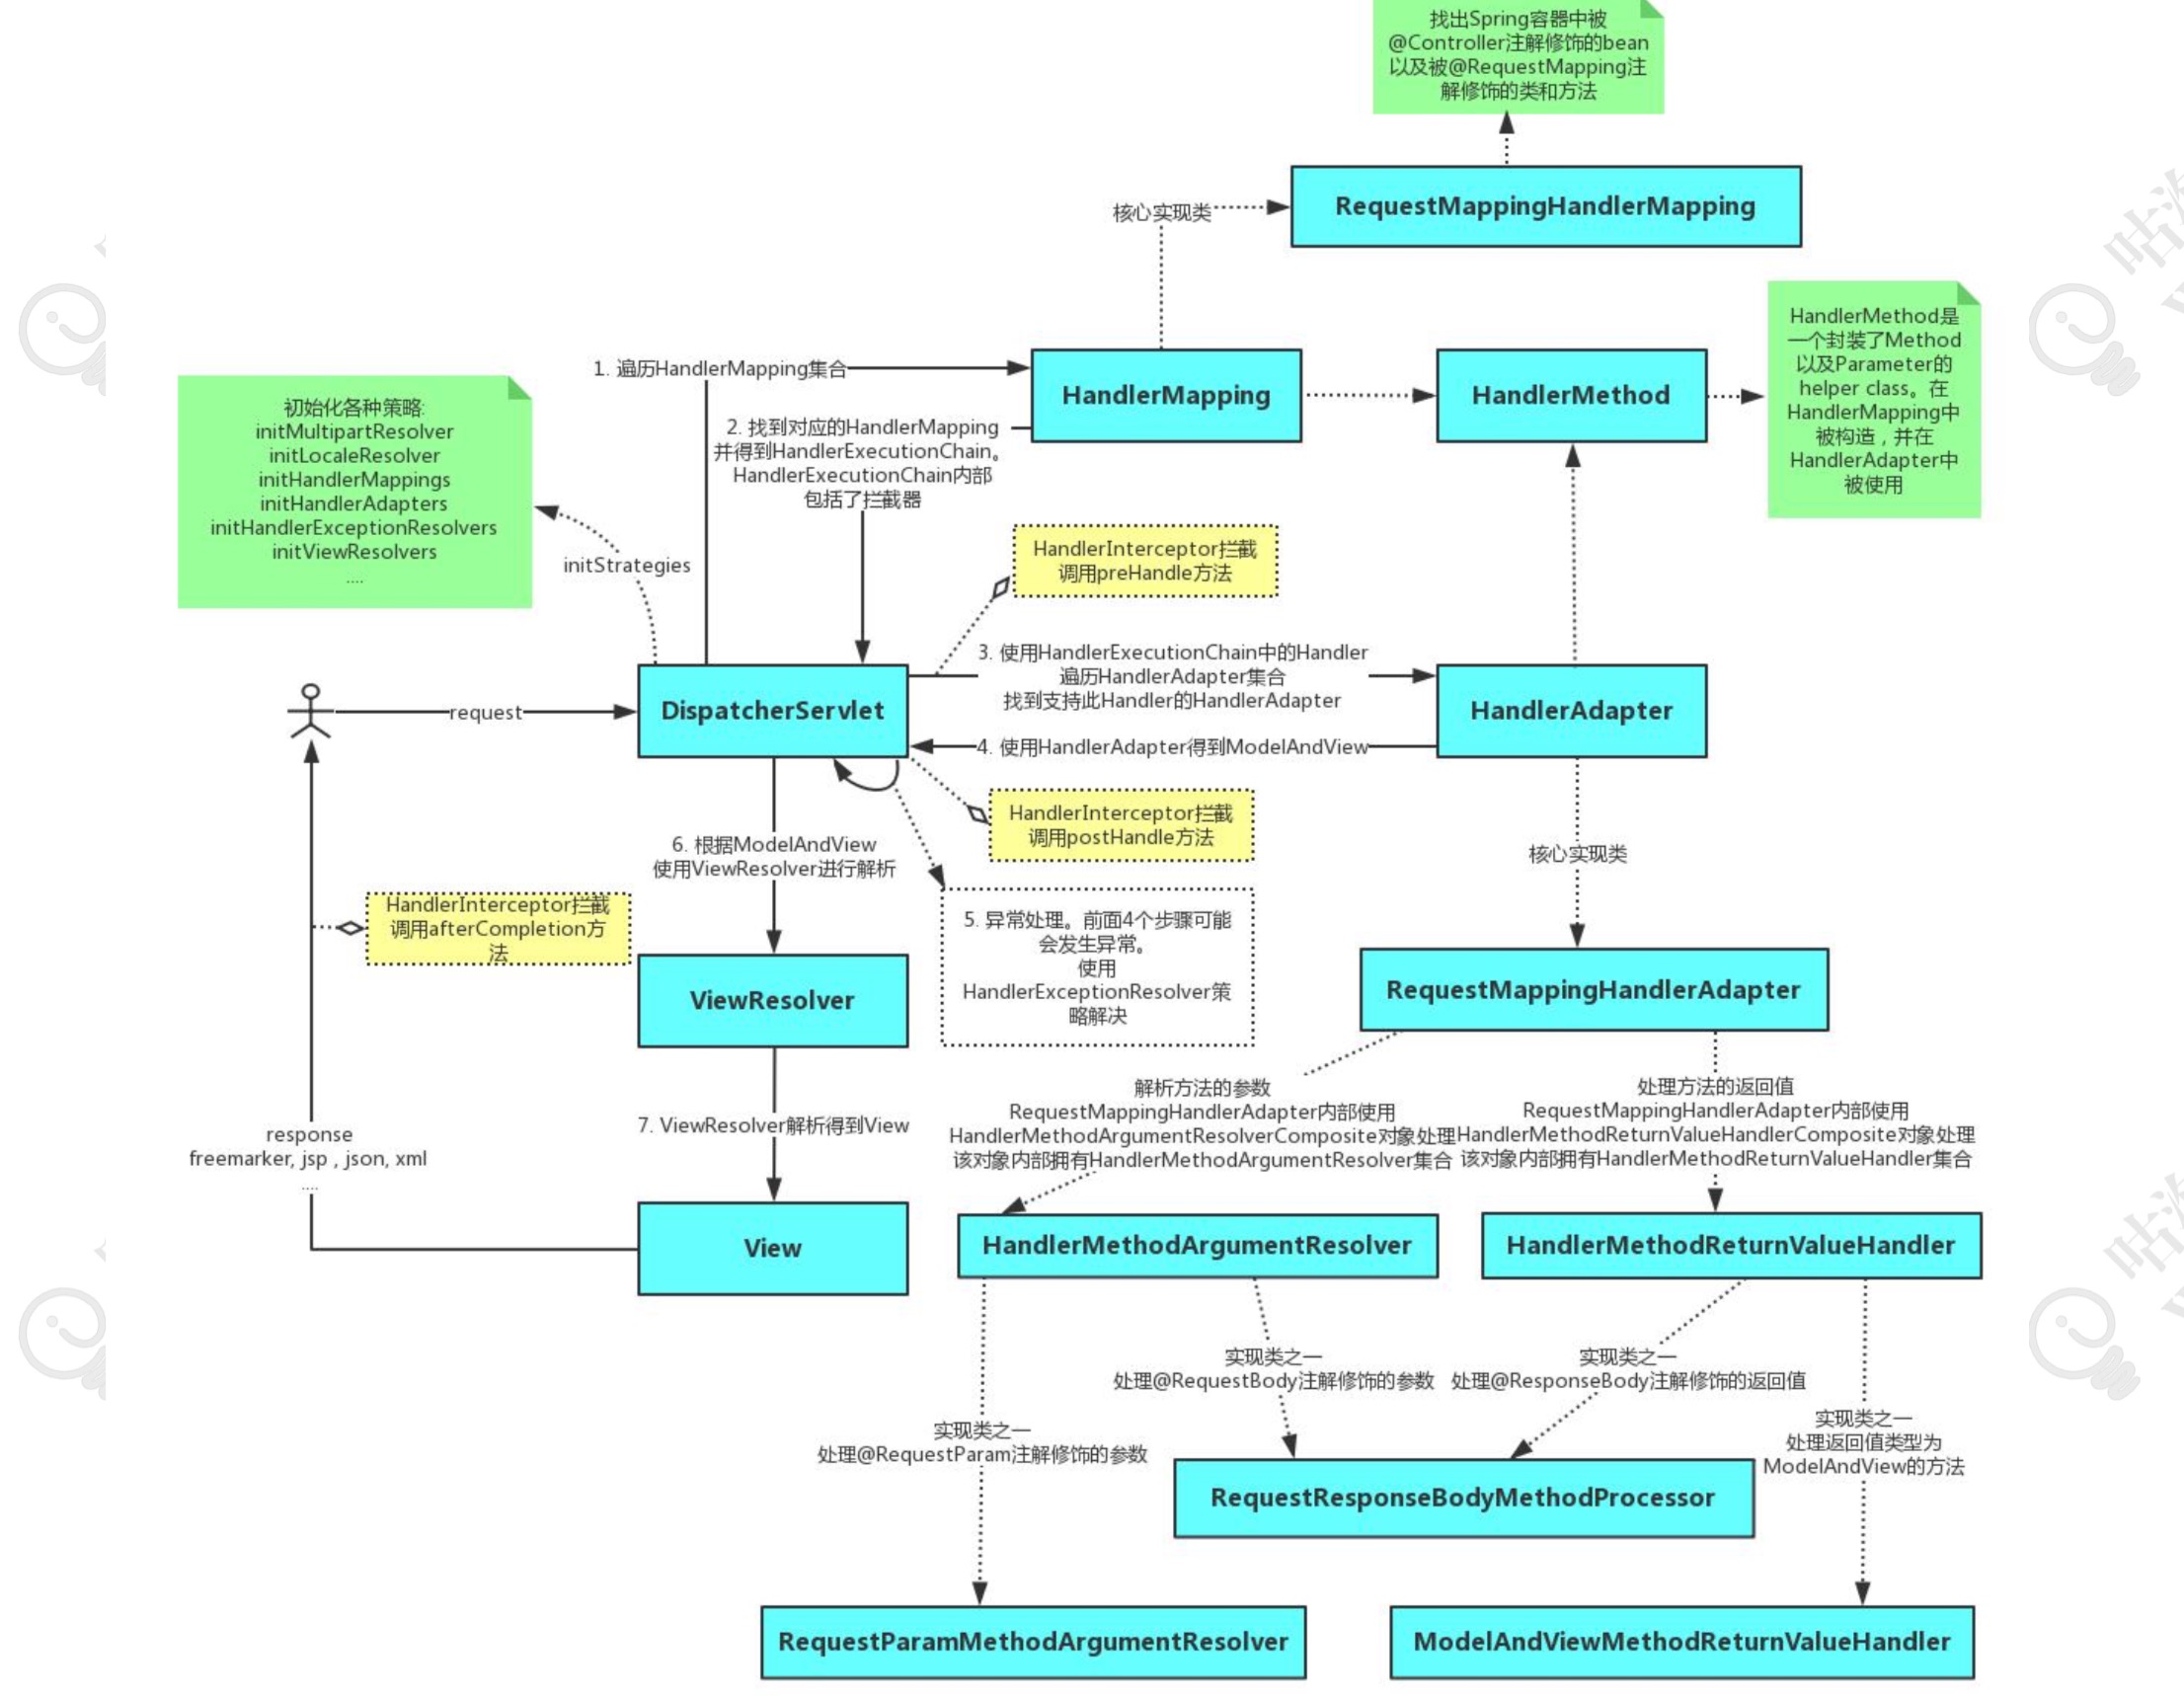 找出Spring容器中被
@Controller注解修饰的bean
以及被@RequestMapping注
解修饰的类和方法
核心实现类
RequestMappingHandlerMapping
HandlerMethod是
一个封装了Method
以及Parameter的
helper class。在
HandlerMapping中
被构造，并在
HandlerAdapter中
被使用
1. 遍历HandlerMapping集合
HandlerMapping
HandlerMethod
初始化各种策略:
initMultipartResolver
initLocaleResolver
initHandlerMappings
initHandlerAdapters
initHandlerExceptionResolvers
initViewResolvers
....
2. 找到对应的HandlerMapping
并得到HandlerExecutionChain。
HandlerExecutionChain内部
包括了拦截器
initStrategies
HandlerInterceptor拦截
调用preHandle方法
3. 使用HandlerExecutionChain中的Handler
遍历HandlerAdapter集合
找到支持此Handler的HandlerAdapter
request
DispatcherServlet
HandlerAdapter
4. 使用HandlerAdapter得到ModelAndView
HandlerInterceptor拦截
调用postHandle方法
6. 根据ModelAndView
使用ViewResolver进行解析
核心实现类
HandlerInterceptor拦截
调用afterCompletion方
法
5. 异常处理。前面4个步骤可能
会发生异常。
使用
HandlerExceptionResolver策
略解决
ViewResolver
RequestMappingHandlerAdapter
解析方法的参数
RequestMappingHandlerAdapter内部使用
HandlerMethodArgumentResolverComposite对象处理
该对象内部拥有HandlerMethodArgumentResolver集合
处理方法的返回值
RequestMappingHandlerAdapter内部使用
HandlerMethodReturnValueHandlerComposite对象处理
该对象内部拥有HandlerMethodReturnValueHandler集合
7. ViewResolver解析得到View
response
freemarker, jsp , json, xml
....
View
HandlerMethodArgumentResolver
HandlerMethodReturnValueHandler
实现类之一
处理@RequestBody注解修饰的参数
实现类之一
处理@ResponseBody注解修饰的返回值
实现类之一
处理@RequestParam注解修饰的参数
实现类之一
处理返回值类型为
ModelAndView的方法
RequestResponseBodyMethodProcessor
RequestParamMethodArgumentResolver
ModelAndViewMethodReturnValueHandler